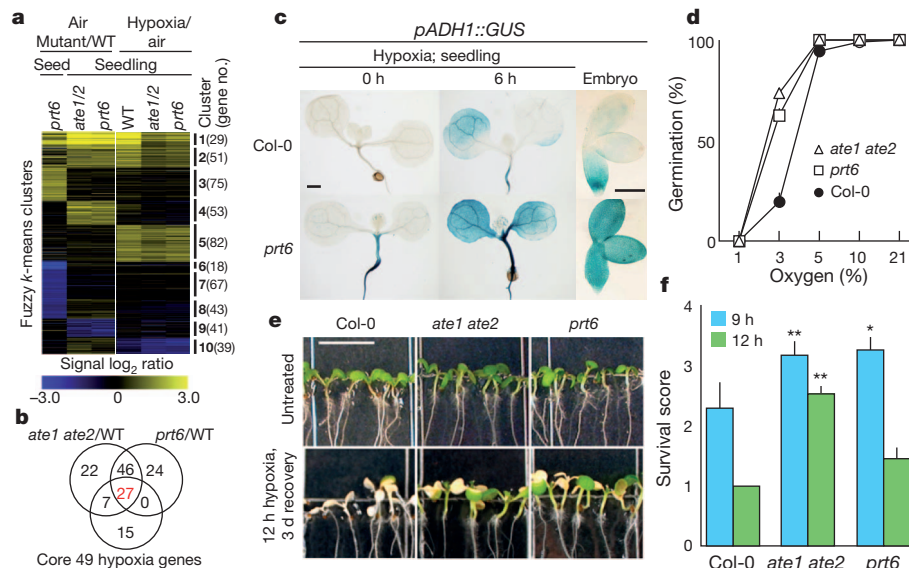 a
Air
Mutant/WT
Hypoxia/
air
Seed
Seedling
prt6
ate1/2
prt6
WT
ate1/2
prt6
Cluster
(gene no.)
Fuzzy k-means clusters
1(29)
2(51)
3(75)
4(53)
5(82)
6(18)
7(67)
8(43)
9(41)
10(39)
Signal log2 ratio
−3.0 0 3.0
b
ate1 ate2/WT prt6/WT
22 46 24
27
7 0
15
Core 49 hypoxia genes
c
pADH1::GUS
Hypoxia; seedling
0 h 6 h Embryo
Col-0
prt6
d
Germination (%)
100
50
0
1 3 5 10 21
Oxygen (%)
ate1 ate2
prt6
Col-0
e
Col-0 ate1 ate2 prt6
Untreated
12 h hypoxia,
3 d recovery
f
Survival score
4
3
2
1
0
9 h
12 h
**
**
*
Col-0 ate1 ate2 prt6